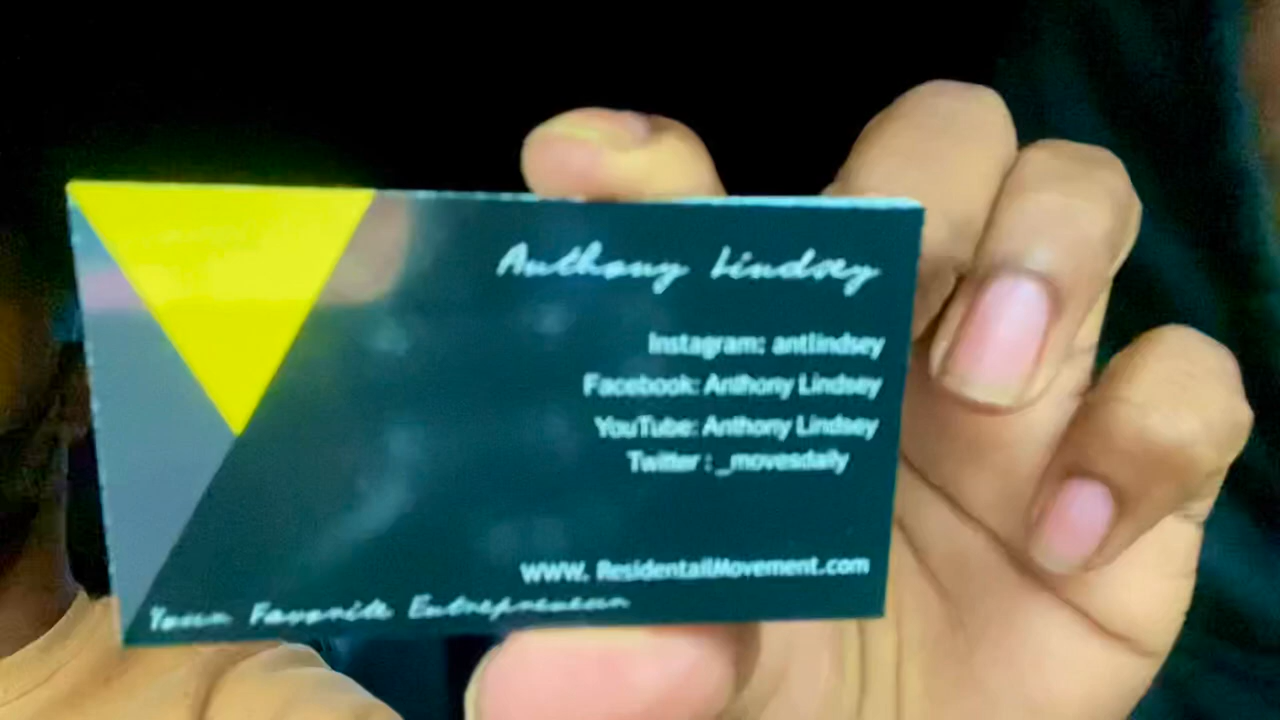 Anthony Lindsey
Instagram: antlindsey
Facebook: Anthony Lindsey
YouTube: Anthony Lindsey
Twitter : _movesdaily
WWW. ResidentailMovement.com
Your Favorite Entrepreneur